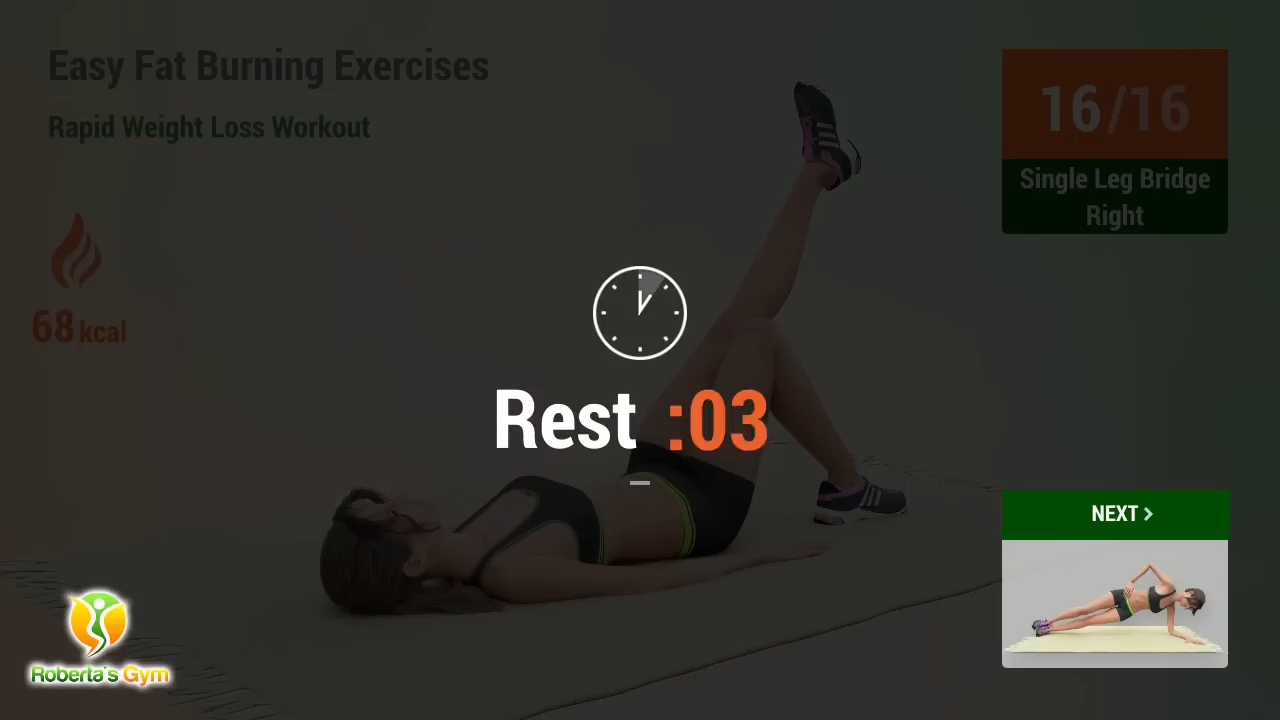 Easy Fat Burning Exercises
Rapid Weight Loss Workout
16/16
Single Leg Bridge
Right
68 kcal
Rest :03
NEXT >
Roberta's Gym